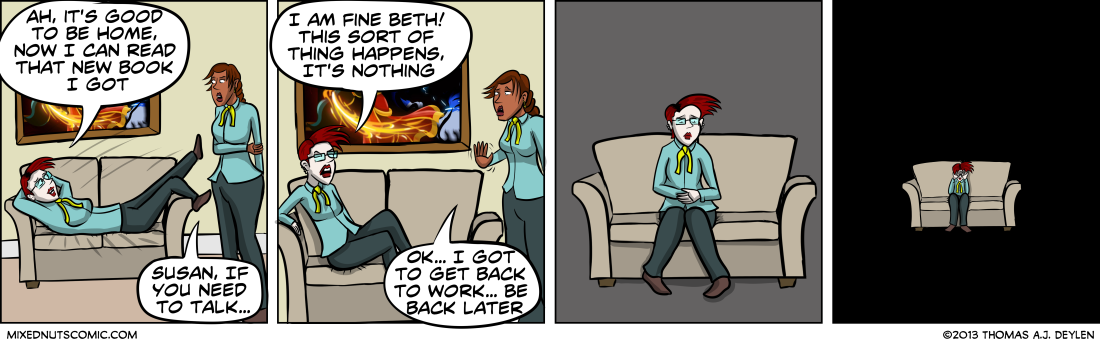 AH, IT'S GOOD
TO BE HOME,
NOW I CAN READ
THAT NEW BOOK
I GOT
SUSAN, IF
YOU NEED
TO TALK...
I AM FINE BETH!
THIS SORT OF
THING HAPPENS,
IT'S NOTHING
OK... I GOT
TO GET BACK
TO WORK... BE
BACK LATER
MIXEDNUTSCOMIC.COM
©2013 THOMAS A.J. DEYLEN